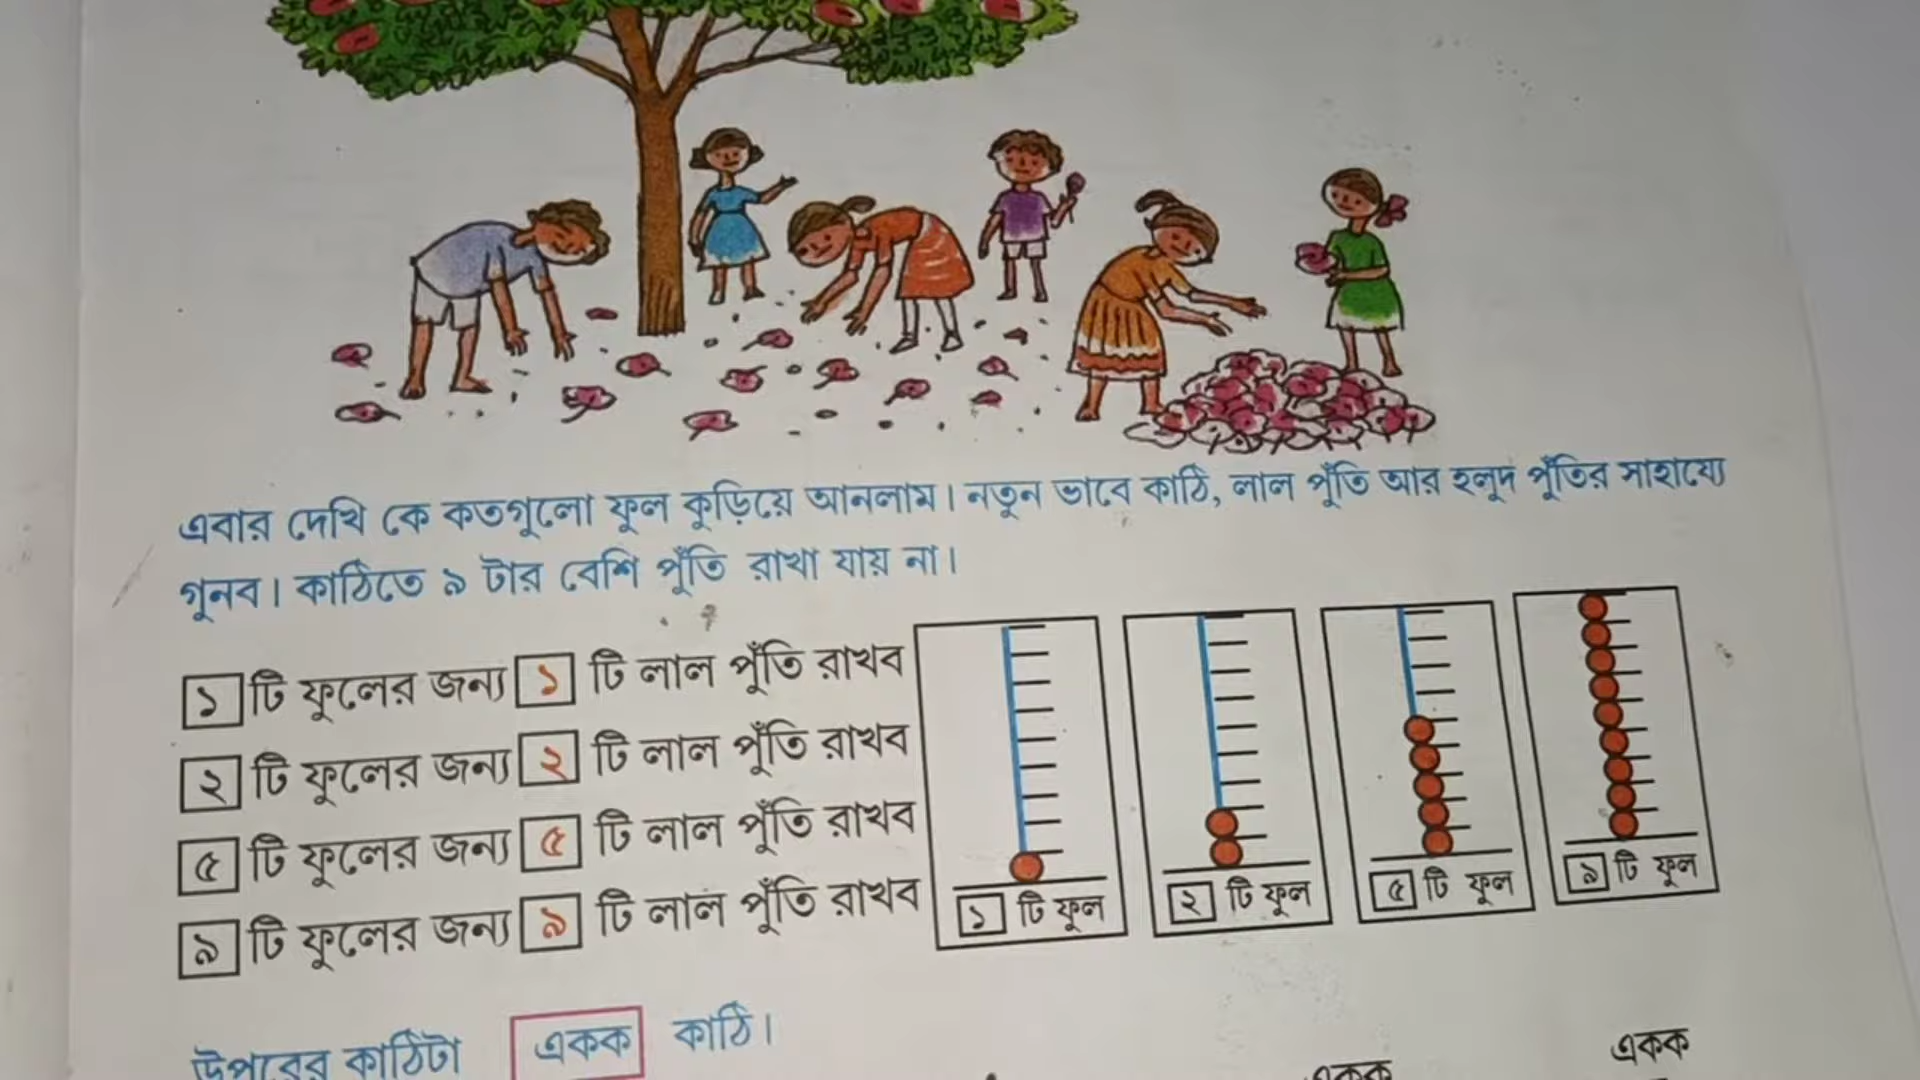 এবার দেখি কে কতগুলো ফুল কুড়িয়ে আনলাম। নতুন ভাবে কাঠি, লাল পুঁতি আর হলুদ পুঁতির সাহায্যে
গুনব। কাঠিতে ৯ টার বেশি পুঁতি রাখা যায় না।
১ টি ফুলের জন্য ১ টি লাল পুঁতি রাখব
২ টি ফুলের জন্য ২ টি লাল পুঁতি রাখব
৫ টি ফুলের জন্য ৫ টি লাল পুঁতি রাখব
৯ টি ফুলের জন্য ৯ টি লাল পুঁতি রাখব
১ টি ফুল ২ টি ফুল ৫ টি ফুল ৯ টি ফুল
উপরের কাঠিটা একক কাঠি।
একক একক